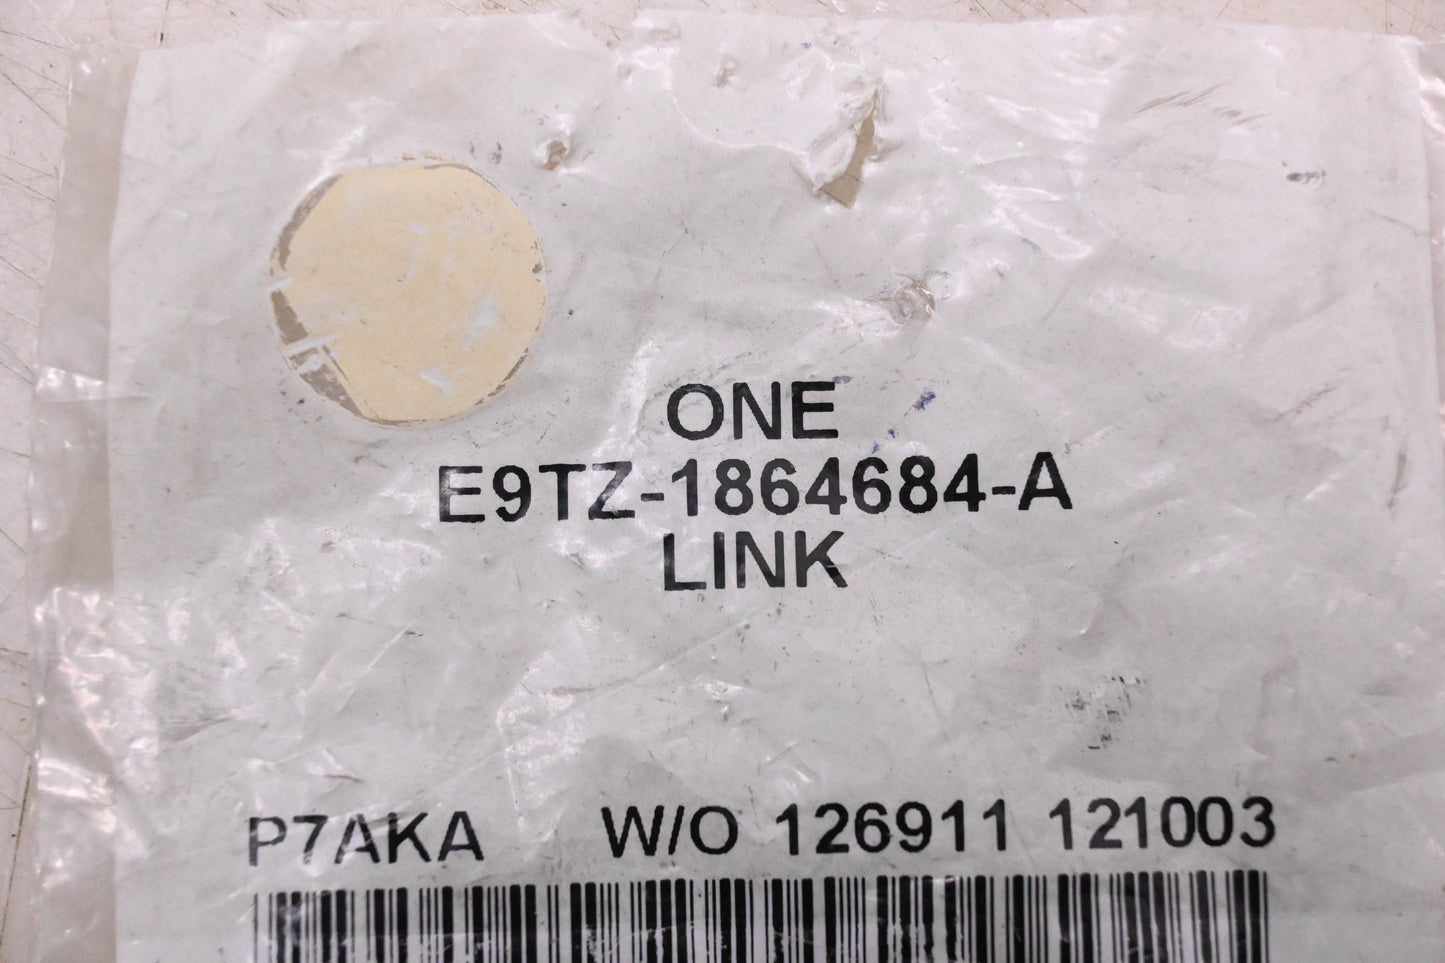 ONE
E9TZ-1864684-A
LINK
P7AKA W/O 126911 121003